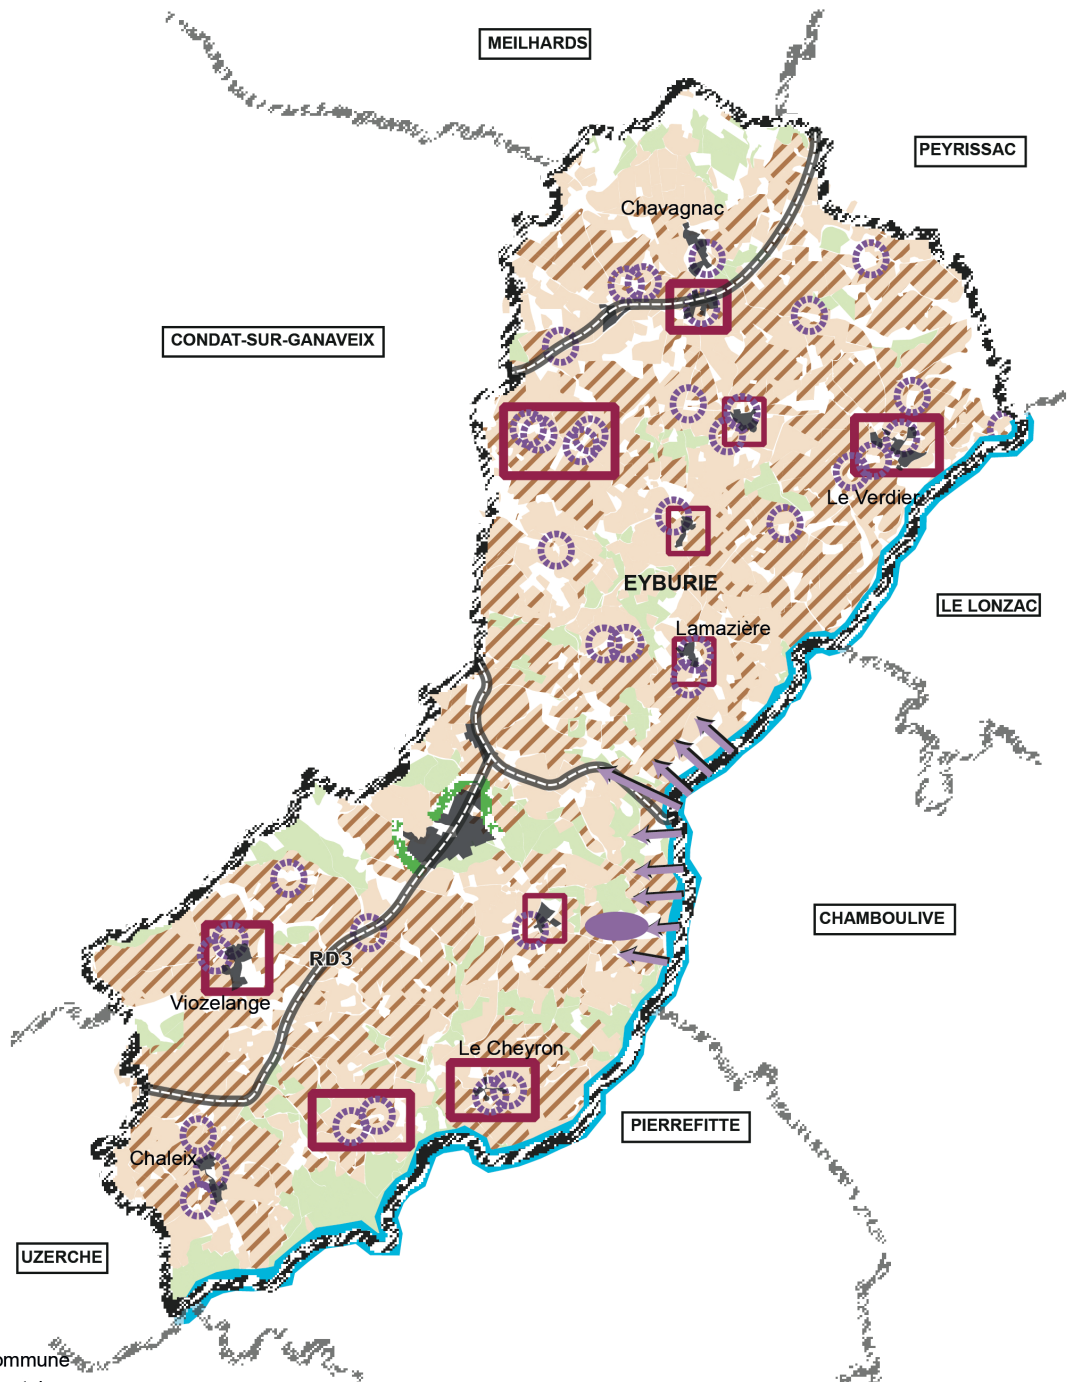 MEILHARDS
PEYRISSAC
Chavagnac
CONDAT-SUR-GANAVEIX
Le Verdier
EYBURIE
LE LONZAC
Lamazière
CHAMBOULIVE
RD3
Viozelange
Le Cheyron
PIERREFITTE
Chaleix
UZERCHE
ommune